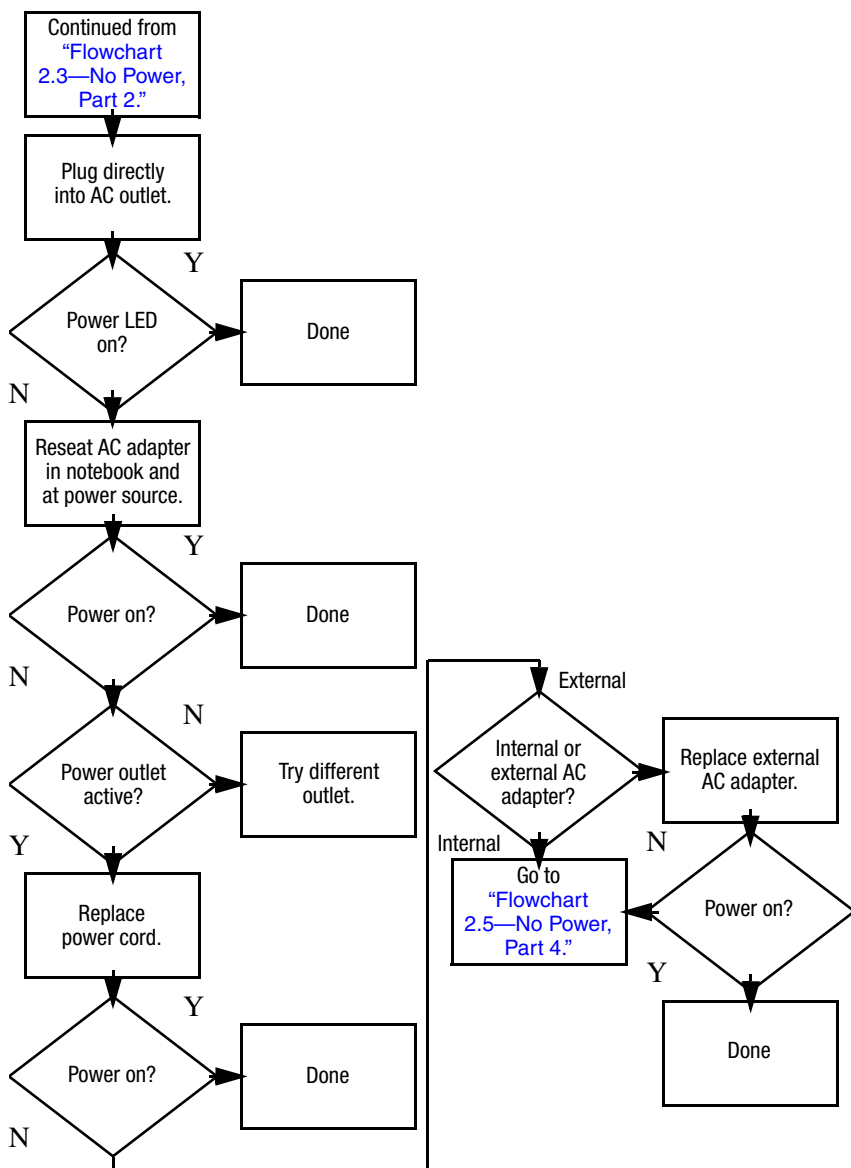 Continued from
“Flowchart
2.3—No Power,
Part 2.”
Plug directly
into AC outlet.
Y
Power LED
on?
Done
N
Reseat AC adapter
in notebook and
at power source.
Y
Power on?
Done
N
N
Power outlet
active?
Try different
outlet.
Y
Replace
power cord.
Y
Power on?
Done
N
External
Internal or
external AC
adapter?
Replace external
AC adapter.
Internal
N
Go to
“Flowchart
2.5—No Power,
Part 4.”
Power on?
Y
Done